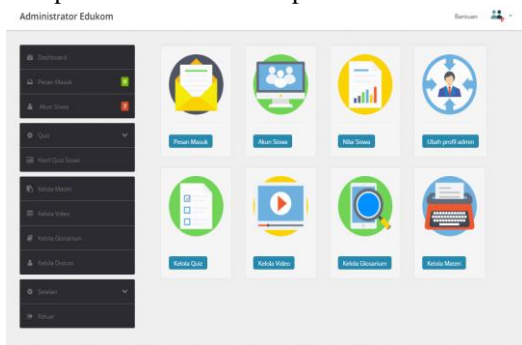 Administrator Edukom
Bantuan
Dashboard
Pesan Masuk
Akun Siswa
Quiz
Hasil Quiz Siswa
Kelola Materi
Kelola Video
Kelola Glosarium
Kelola Diskusi
Setelan
Keluar
Pesan Masuk
Akun Siswa
Nilai Siswa
Ubah profil admin
Kelola Quiz
Kelola Video
Kelola Glosarium
Kelola Materi